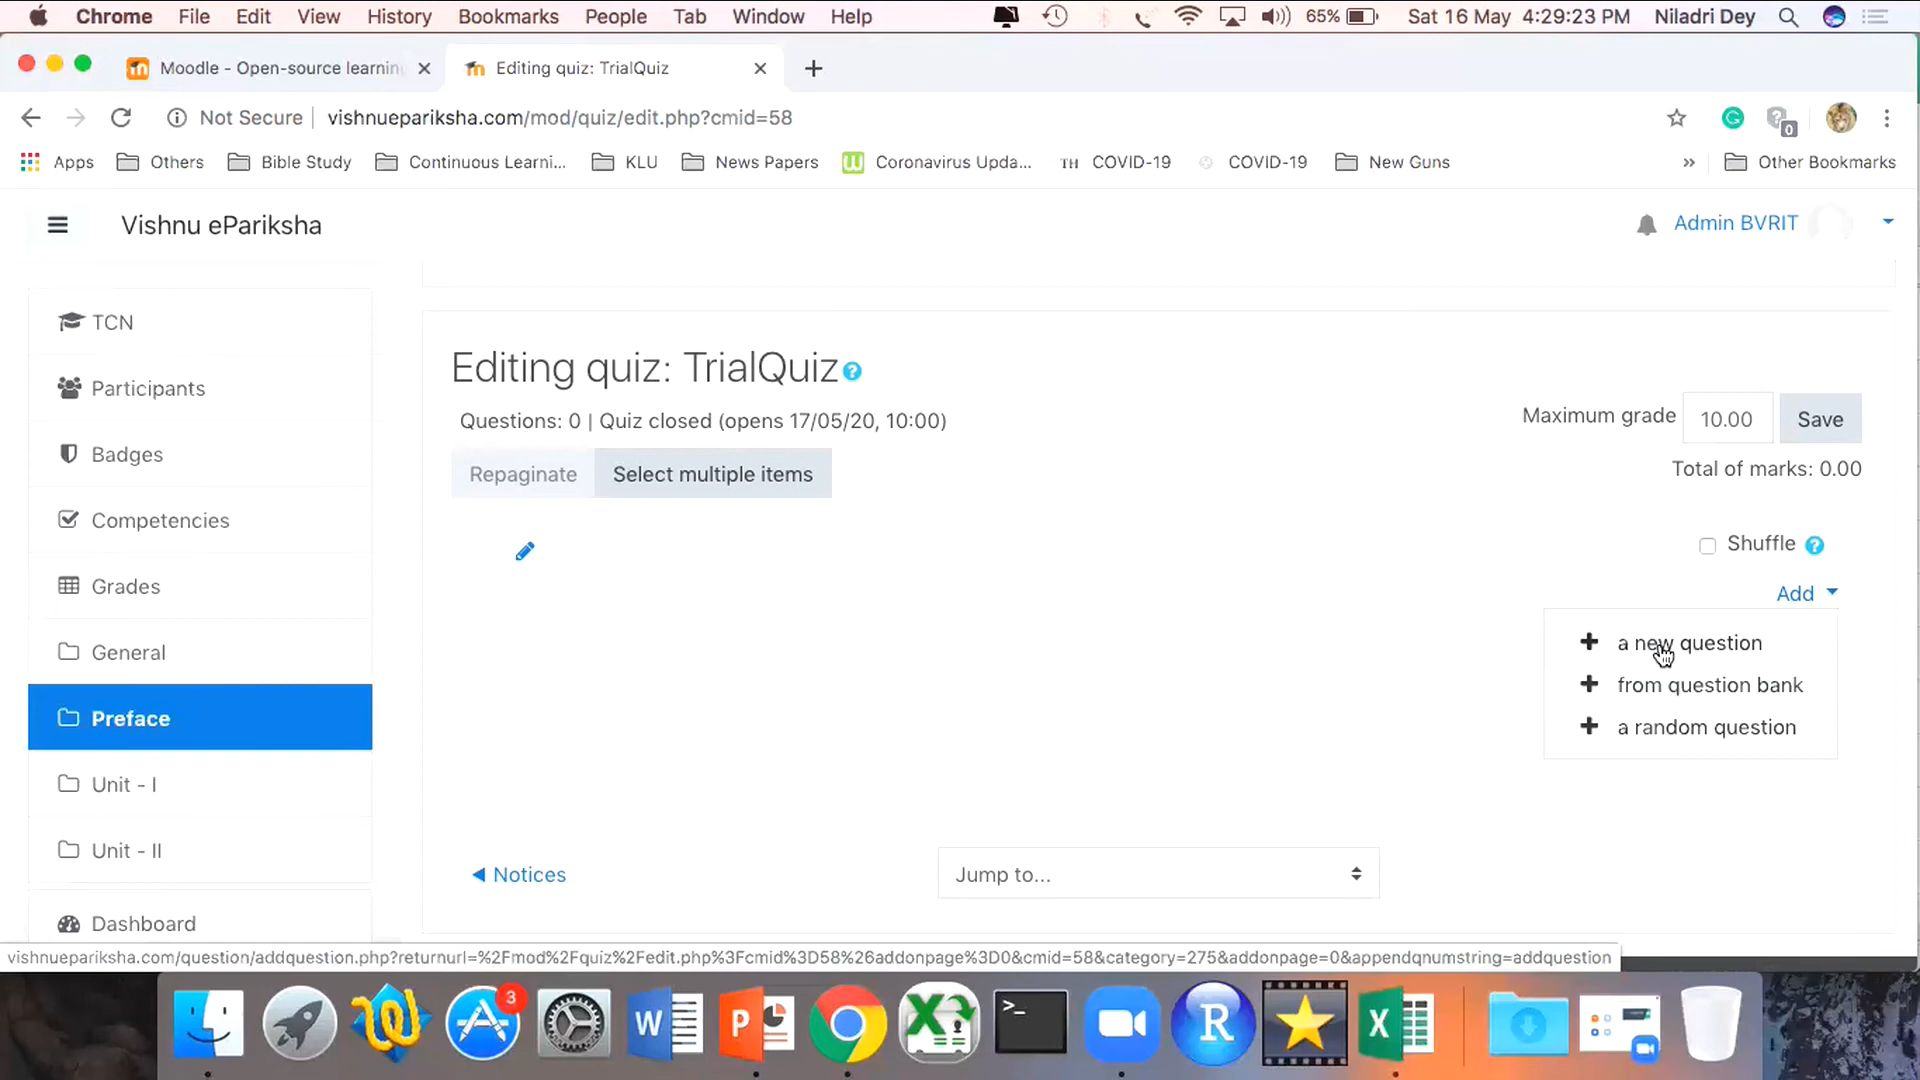 Chrome File Edit View History Bookmarks People Tab Window Help 65% Sat 16 May 4:29:23 PM Niladri Dey
Moodle - Open-source learning Editing quiz: TrialQuiz
Not Secure vishnuepariksha.com/mod/quiz/edit.php?cmid=58 0
Apps Others Bible Study Continuous Learni... KLU News Papers Coronavirus Upda... TH COVID-19 COVID-19 New Guns » Other Bookmarks
Vishnu ePariksha Admin BVRIT
TCN
Participants
Badges
Competencies
Grades
General
Preface
Unit - I
Unit - II
Dashboard
Editing quiz: TrialQuiz
Questions: 0 | Quiz closed (opens 17/05/20, 10:00)
Maximum grade 10.00 Save
Repaginate Select multiple items
Total of marks: 0.00
Shuffle
Add
a new question
from question bank
a random question
Notices
Jump to...
vishnuepariksha.com/question/addquestion.php?returnurl=%2Fmod%2Fquiz%2Fedit.php%3Fcmid%3D58%26addonpage%3D0&cmid=58&category=275&addonpage=0&appendqnumstring=addquestion
3
W P X >_ R X